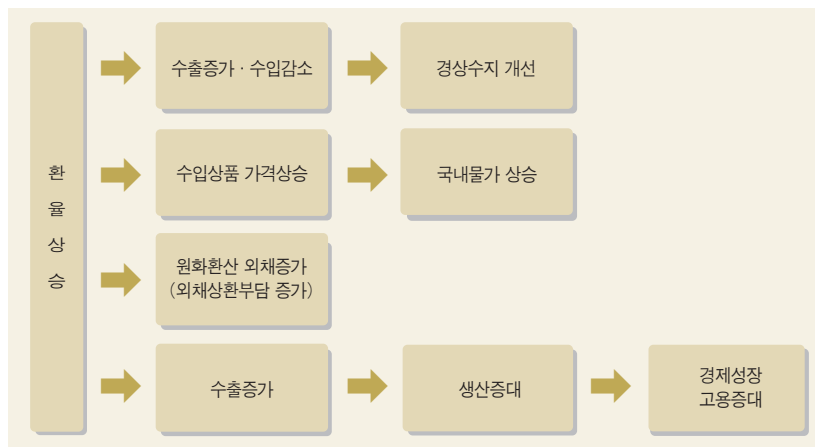 환
율
상
승
수출증가 · 수입감소
경상수지 개선
수입상품 가격상승
국내물가 상승
원화환산 외채증가
(외채상환부담 증가)
수출증가
생산증대
경제성장
고용증대